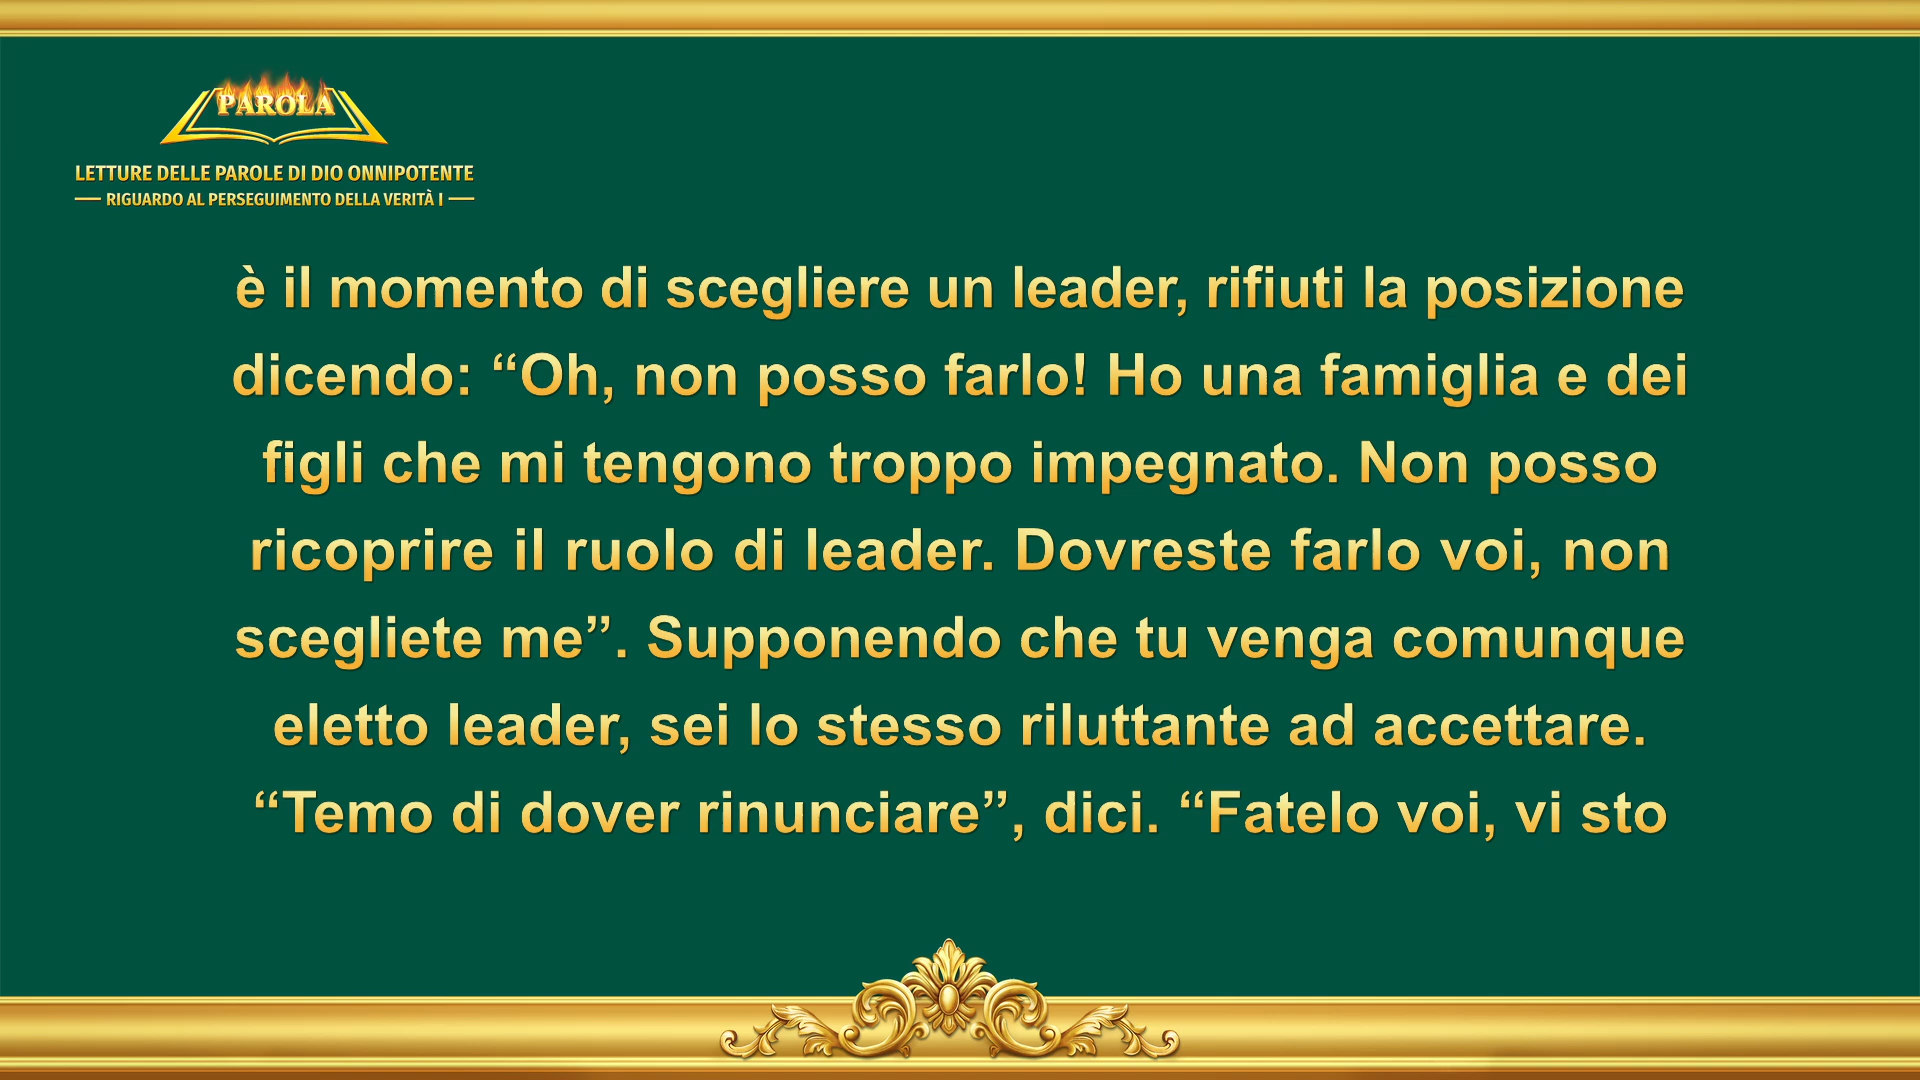 PAROLA
LETTURE DELLE PAROLE DI DIO ONNIPOTENTE
RIGUARDO AL PERSEGUIMENTO DELLA VERITÀ I
è il momento di scegliere un leader, rifiuti la posizione
dicendo: “Oh, non posso farlo! Ho una famiglia e dei
figli che mi tengono troppo impegnato. Non posso
ricoprire il ruolo di leader. Dovreste farlo voi, non
scegliete me”. Supponendo che tu venga comunque
eletto leader, sei lo stesso riluttante ad accettare.
“Temo di dover rinunciare”, dici. “Fatelo voi, vi sto